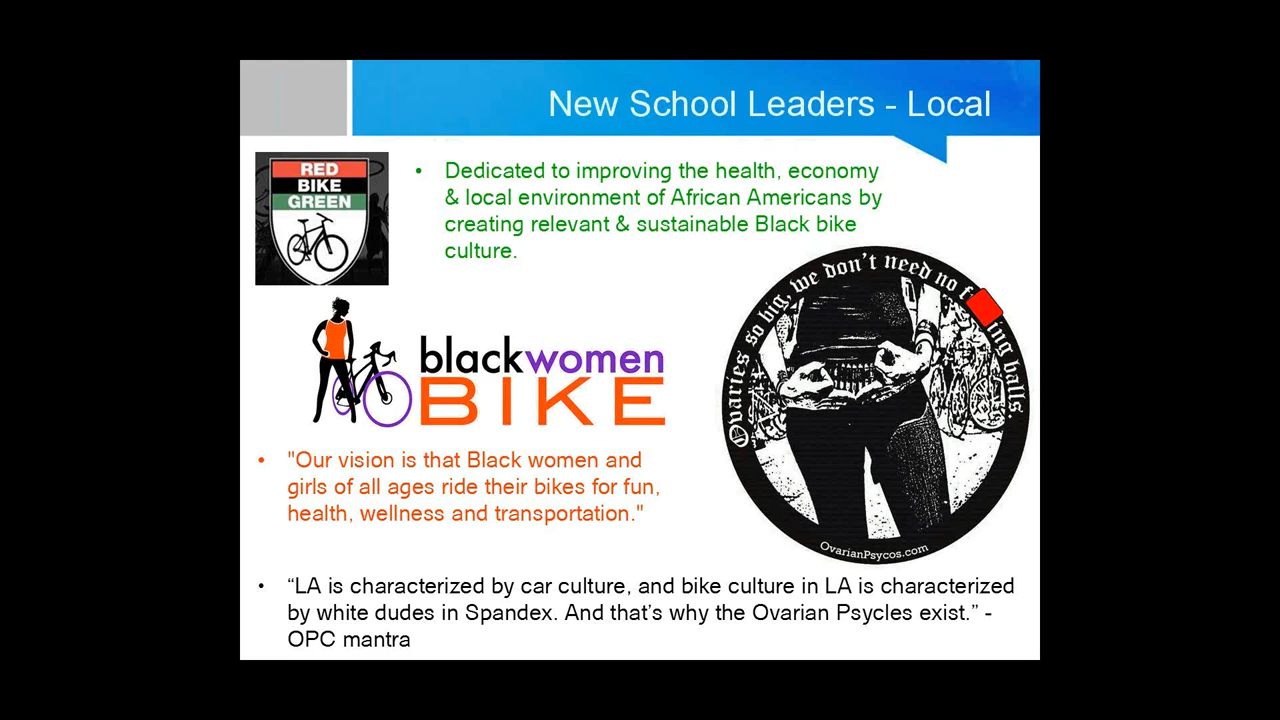 New School Leaders - Local
RED
BIKE
GREEN
• Dedicated to improving the health, economy
& local environment of African Americans by
creating relevant & sustainable Black bike
culture.
Ovaries so big, we don't need no f ing balls.
OvarianPsycos.com
blackwomen
BIKE
• "Our vision is that Black women and
girls of all ages ride their bikes for fun,
health, wellness and transportation."
• “LA is characterized by car culture, and bike culture in LA is characterized
by white dudes in Spandex. And that’s why the Ovarian Psycles exist.” -
OPC mantra